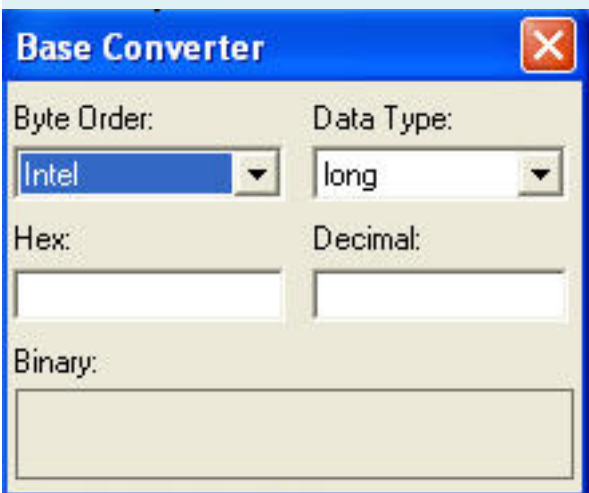 Base Converter
Byte Order: Data Type:
Intel long
Hex: Decimal:
Binary: